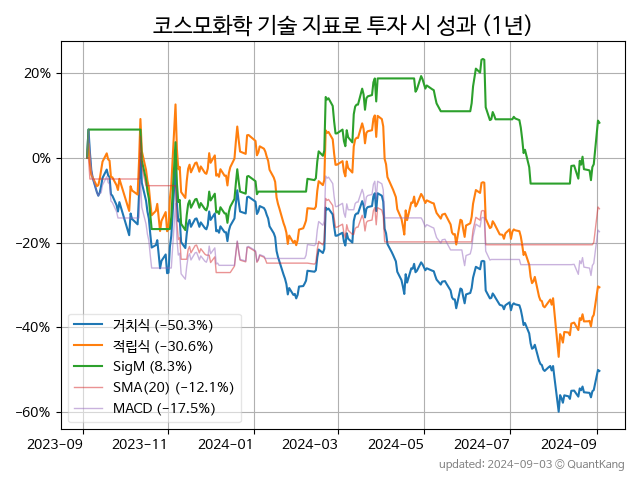 코스모화학 기술 지표로 투자 시 성과 (1년)
20%
0%
−20%
−40%
−60%
거치식 (−50.3%)
적립식 (−30.6%)
SigM (8.3%)
SMA(20) (−12.1%)
MACD (−17.5%)
2023-09 2023-11 2024-01 2024-03 2024-05 2024-07 2024-09
updated: 2024-09-03 © QuantKang